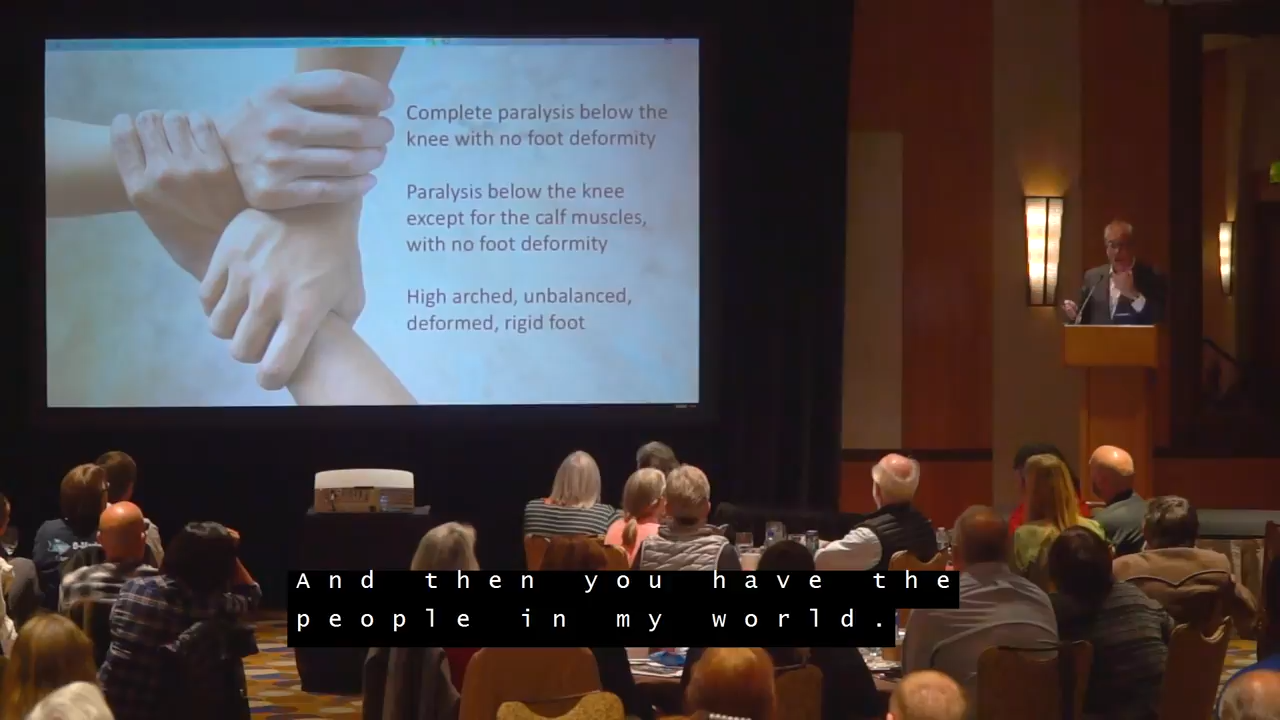 Complete paralysis below the
knee with no foot deformity
Paralysis below the knee
except for the calf muscles,
with no foot deformity
High arched, unbalanced,
deformed, rigid foot
And then you have the
people in my world.